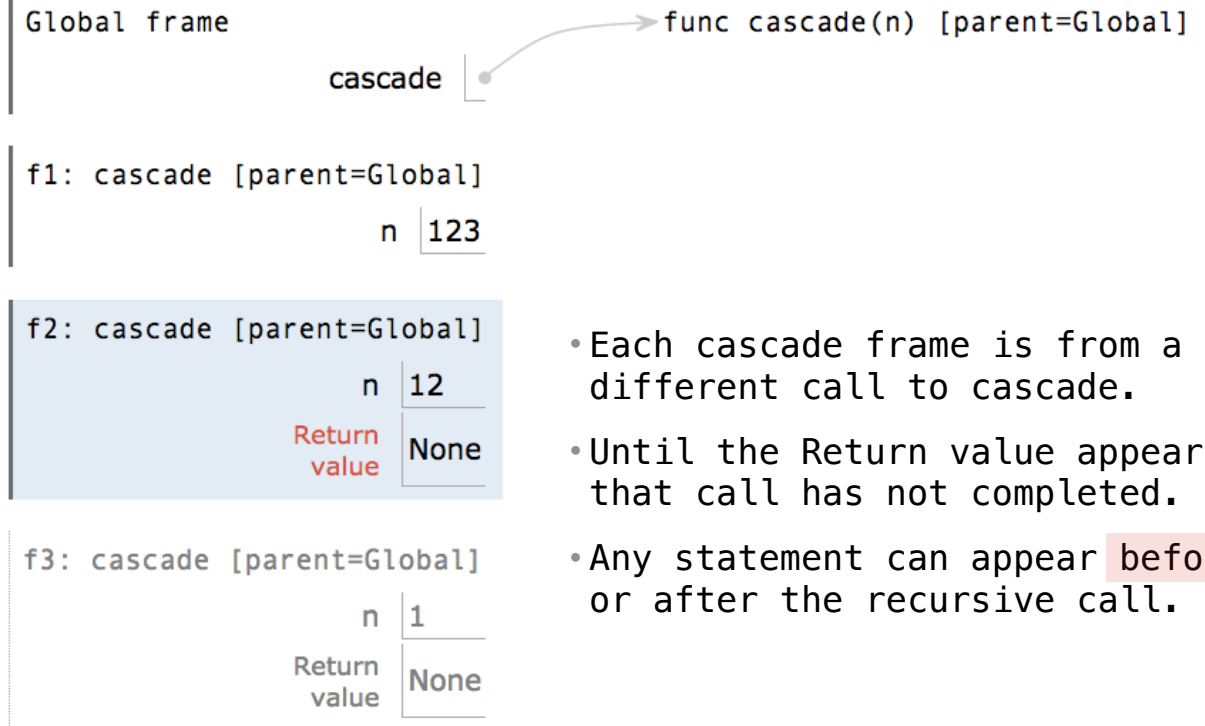 Global frame
func cascade(n) [parent=Global]
cascade
f1: cascade [parent=Global]
n 123
f2: cascade [parent=Global]
n 12
Return
value None
f3: cascade [parent=Global]
n 1
Return
value None
•Each cascade frame is from a
different call to cascade.
•Until the Return value appear
that call has not completed.
•Any statement can appear befo
or after the recursive call.